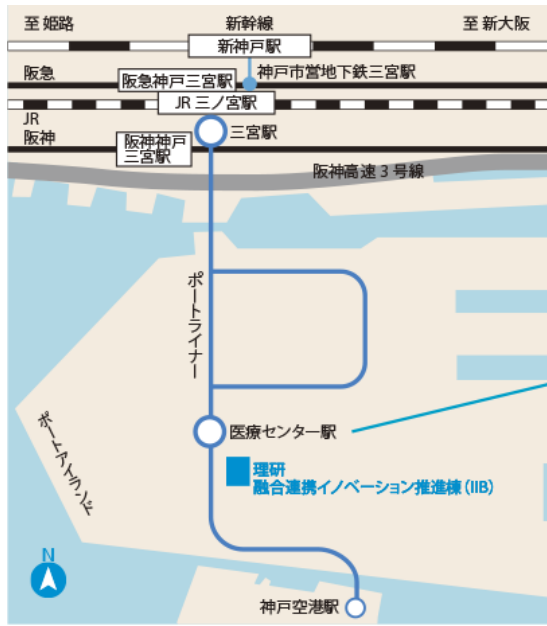 至 姫路
新幹線
至 新大阪
新神戸駅
阪急
阪急神戸三宮駅
神戸市営地下鉄三宮駅
JR 三ノ宮駅
JR
阪神
阪神神戸
三宮駅
三宮駅
阪神高速 3 号線
ポートライナー
医療センター駅
ポートアイランド
理研
融合連携イノベーション推進棟 (IIB)
N
神戸空港駅